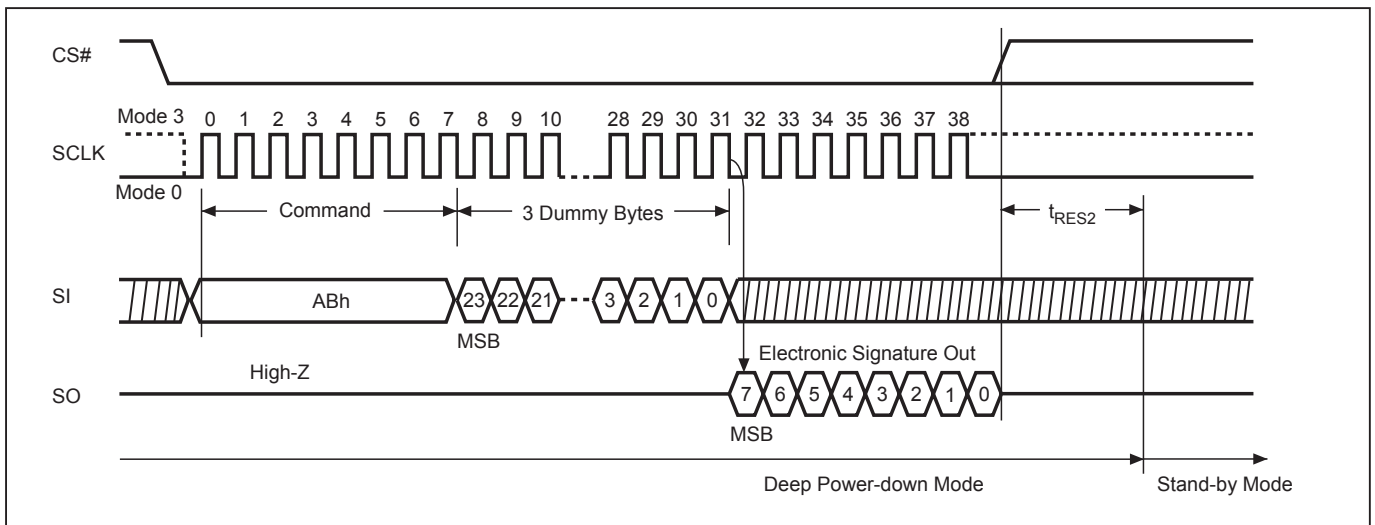 CS#
Mode 3 0 1 2 3 4 5 6 7 8 9 10 28 29 30 31 32 33 34 35 36 37 38
SCLK
Mode 0
Command 3 Dummy Bytes tRES2
SI ABh 23 22 21 3 2 1 0
MSB
Electronic Signature Out
High-Z
SO 7 6 5 4 3 2 1 0
MSB
Deep Power-down Mode Stand-by Mode